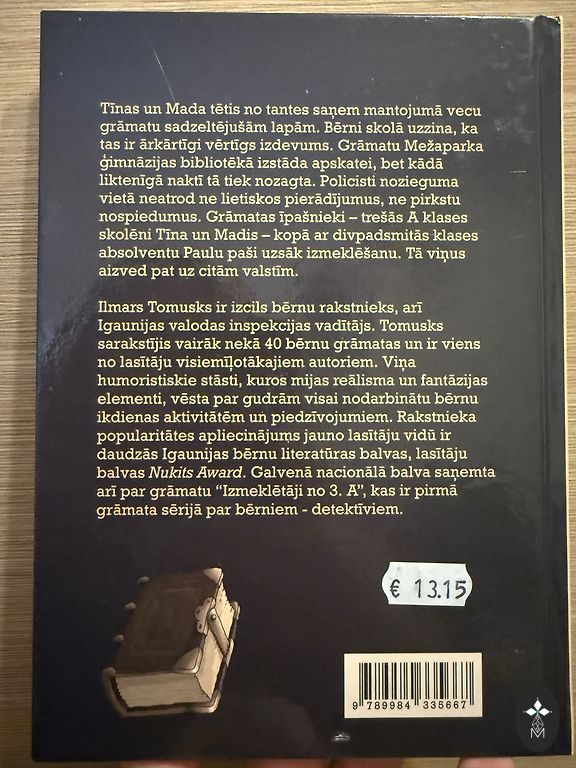 Tīnas un Mada tētis no tantes saņem mantojumā vecu
grāmatu sadzeltējušām lapām. Bērni skolā uzzina, ka
tas ir ārkārtīgi vērtīgs izdevums. Grāmatu Mežaparka
ģimnāzijas bibliotēkā izstāda apskatei, bet kādā
liktenīgā naktī tā tiek nozagta. Policisti nozieguma
vietā neatrod ne lietiskos pierādījumus, ne pirkstu
nospiedumus. Grāmatas īpašnieki – trešās A klases
skolēni Tīna un Madis – kopā ar divpadsmitās klases
absolventu Paulu paši uzsāk izmeklēšanu. Tā viņus
aizved pat uz citām valstīm.
Ilmars Tomusks ir izcils bērnu rakstnieks, arī
Igaunijas valodas inspekcijas vadītājs. Tomusks
sarakstījis vairāk nekā 40 bērnu grāmatas un ir viens
no lasītāju visiemīļotākajiem autoriem. Viņa
humoristiskie stāsti, kuros mijas reālisma un fantāzijas
elementi, vēsta par gudrām visai nodarbinātu bērnu
ikdienas aktivitātēm un piedzīvojumiem. Rakstnieka
popularitātes apliecinājums jauno lasītāju vidū ir
daudzās Igaunijas bērnu literatūras balvas, lasītāju
balvas Nukits Award. Galvenā nacionālā balva saņemta
arī par grāmatu “Izmeklētāji no 3. A”, kas ir pirmā
grāmata sērijā par bērniem - detektīviem.
€ 13.15
9 789984 335667
M